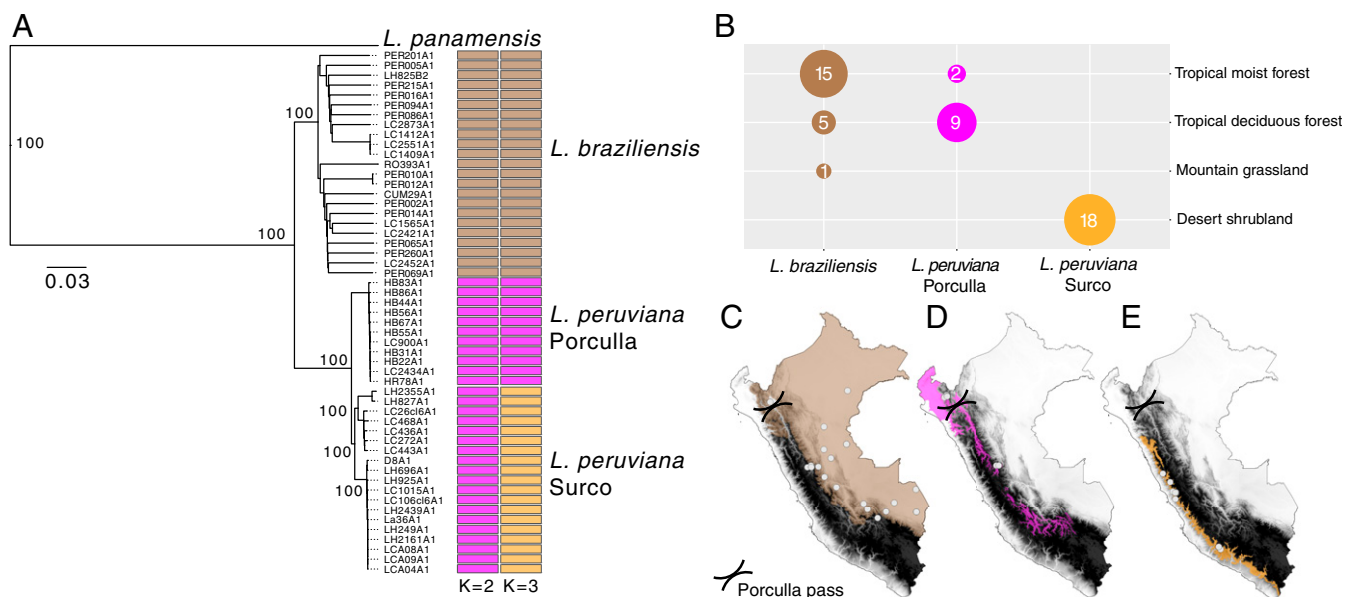 A
L. panamensis
PER201A1
PER005A1
LH825B2
PER215A1
PER016A1
PER094A1
PER086A1
LC2873A1
LC1412A1
LC2551A1
LC1409A1
RO393A1
PER010A1
PER012A1
CUM29A1
PER002A1
PER014A1
LC1565A1
LC2421A1
PER065A1
PER260A1
LC2452A1
PER069A1
HB83A1
HB86A1
HB44A1
HB56A1
HB67A1
HB55A1
LC900A1
HB31A1
HB22A1
LC2434A1
HR78A1
LH2355A1
LH827A1
LC26cl6A1
LC468A1
LC436A1
LC272A1
LC443A1
D8A1
LH696A1
LH925A1
LC1015A1
LC106cl6A1
LH2439A1
La36A1
LH249A1
LH2161A1
LCA08A1
LCA09A1
LCA04A1
100
100
100
100
100
100
100
0.03
L. braziliensis
L. peruviana
Porculla
L. peruviana
Surco
K=2 K=3
B
15 2 Tropical moist forest
5 9 Tropical deciduous forest
1 Mountain grassland
18 Desert shrubland
L. braziliensis
L. peruviana
Porculla
L. peruviana
Surco
C
D
E
Porculla pass